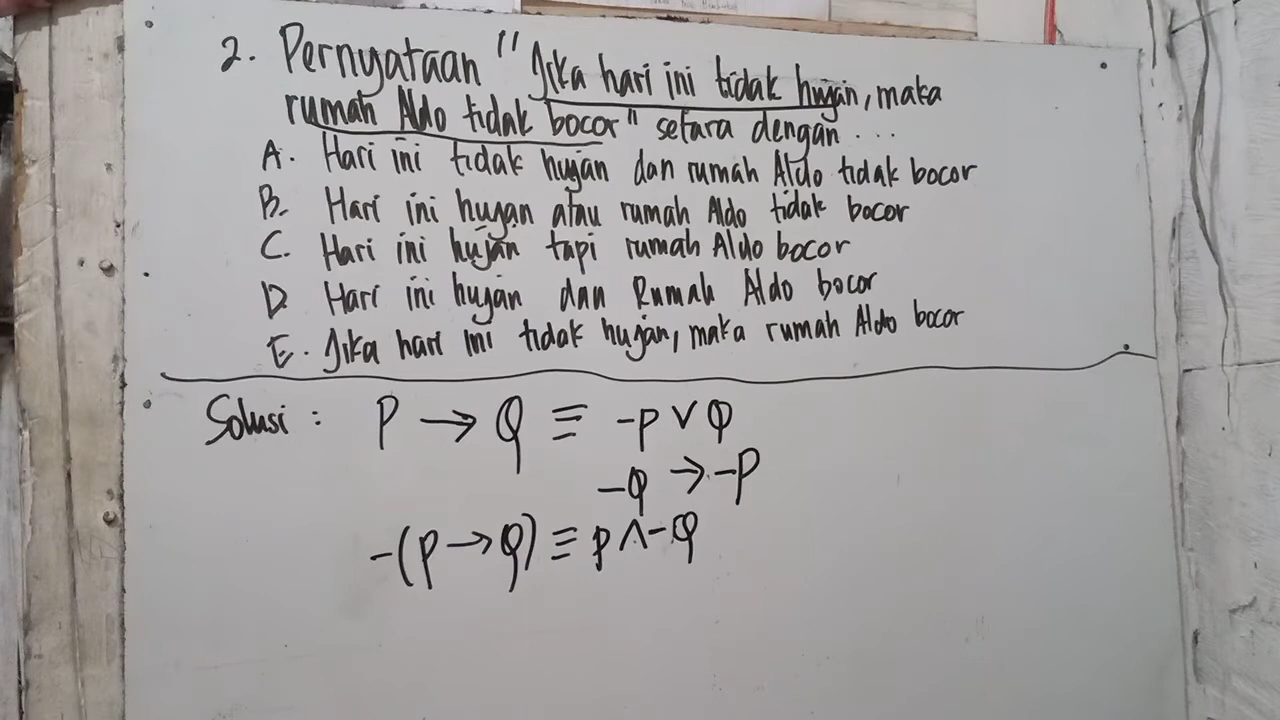 2. Pernyataan "Jika hari ini tidak hujan, maka
rumah Aldo tidak bocor" setara dengan ...
A. Hari ini tidak hujan dan rumah Aldo tidak bocor
B. Hari ini hujan atau rumah Aldo tidak bocor
C. Hari ini hujan tapi rumah Aldo bocor
D. Hari ini hujan dan Rumah Aldo bocor
E. Jika hari ini tidak hujan, maka rumah Aldo bocor
Solusi : P → Q ≡ -P ∨ Q
-Q → -P
-(P → Q) ≡ P ∧ -Q